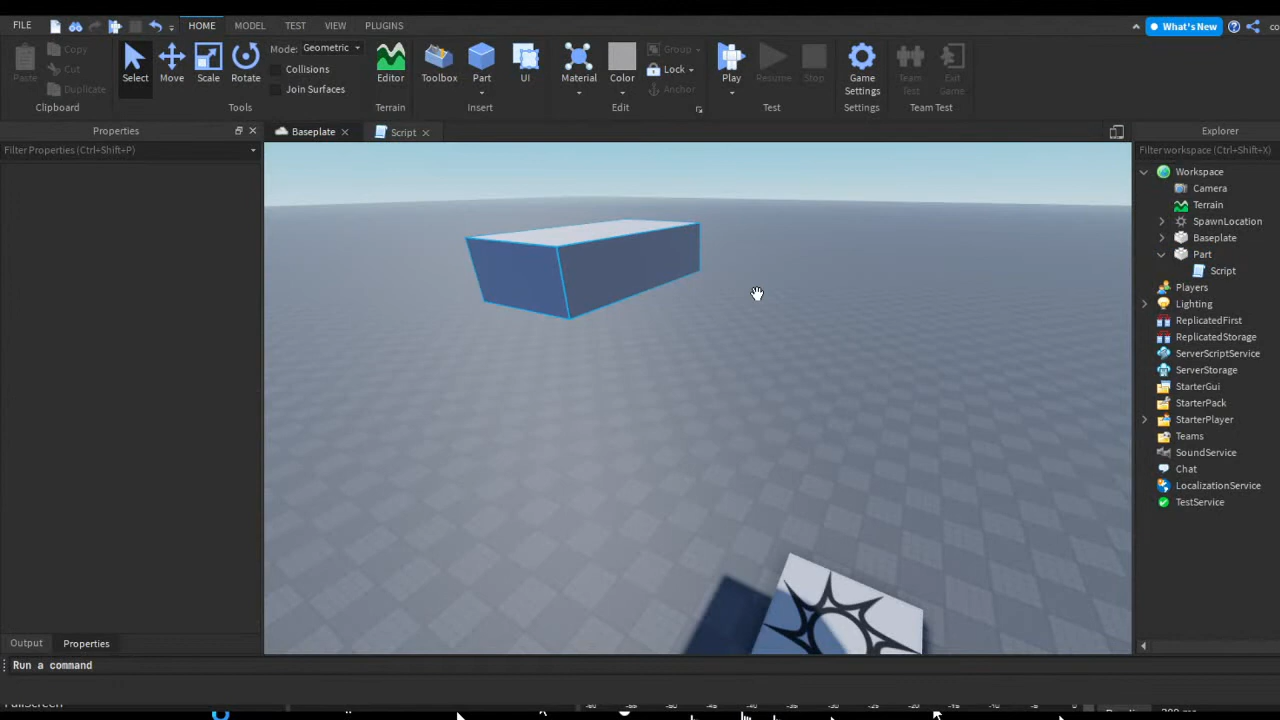 FILE HOME MODEL TEST VIEW PLUGINS What's New
Paste Copy Cut Duplicate Clipboard
Select Move Scale Rotate Mode: Geometric Collisions Join Surfaces Tools
Editor Terrain
Toolbox Part UI Insert
Material Color Group Lock Anchor Edit
Play Resume Stop Test
Game Settings Settings
Team Test Exit Game Team Test
Properties
Filter Properties (Ctrl+Shift+P)
Baseplate
Script
Explorer
Filter workspace (Ctrl+Shift+X)
Workspace
Camera
Terrain
SpawnLocation
Baseplate
Part
Script
Players
Lighting
ReplicatedFirst
ReplicatedStorage
ServerScriptService
ServerStorage
StarterGui
StarterPack
StarterPlayer
Teams
SoundService
Chat
LocalizationService
TestService
Output Properties
Run a command